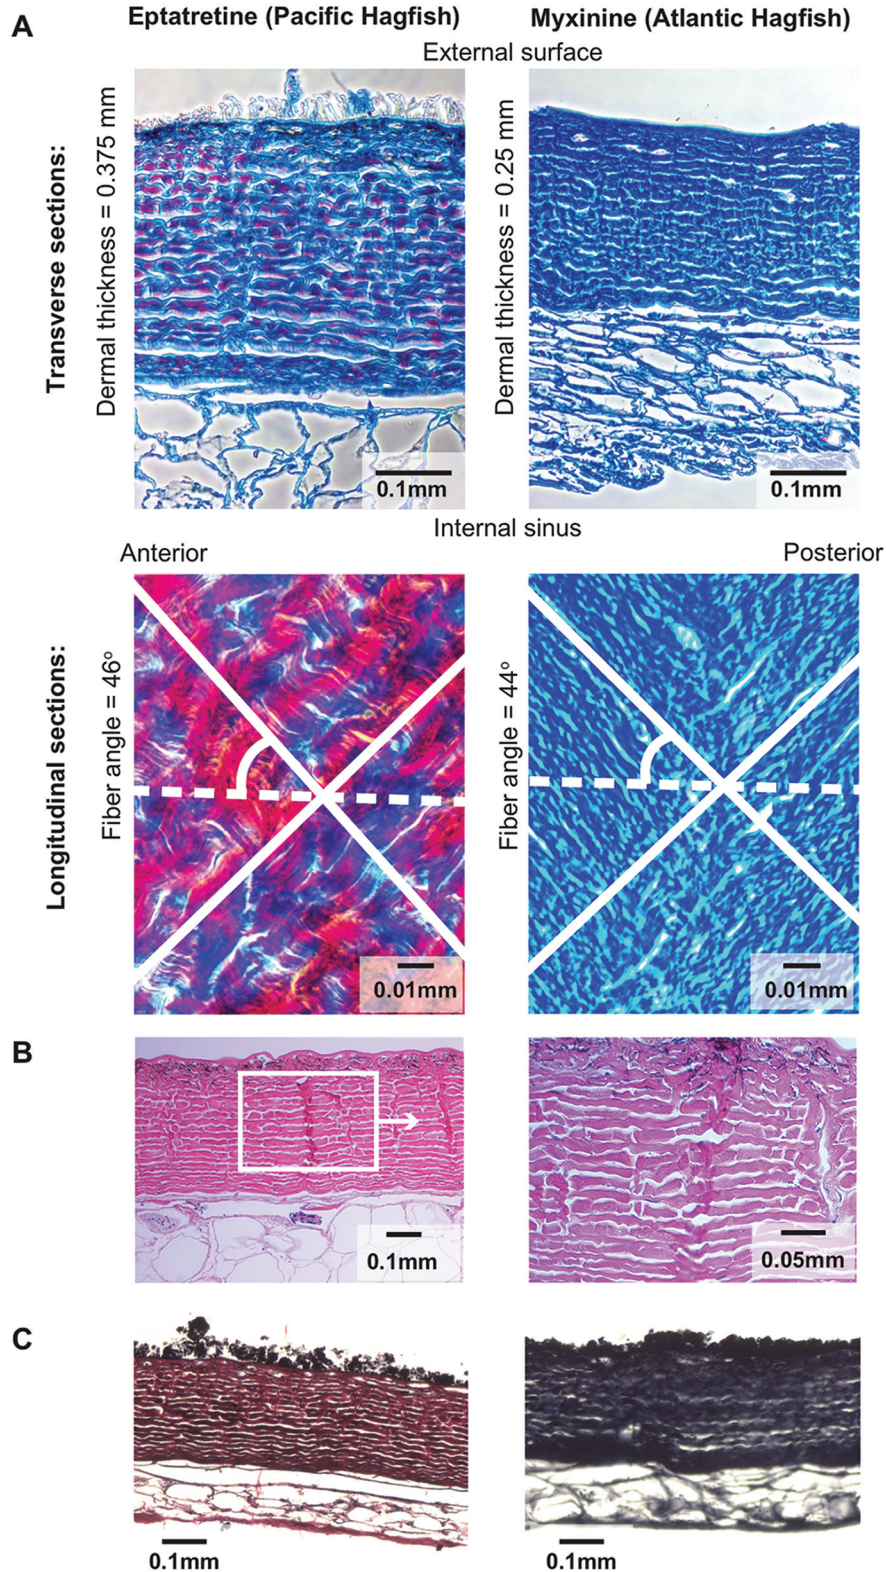 A
Eptatretine (Pacific Hagfish)
Myxinine (Atlantic Hagfish)
External surface
Transverse sections:
Dermal thickness = 0.375 mm
0.1mm
Dermal thickness = 0.25 mm
0.1mm
Internal sinus
Anterior
Posterior
Longitudinal sections:
Fiber angle = 46°
0.01mm
Fiber angle = 44°
0.01mm
B
0.1mm
0.05mm
C
0.1mm
0.1mm